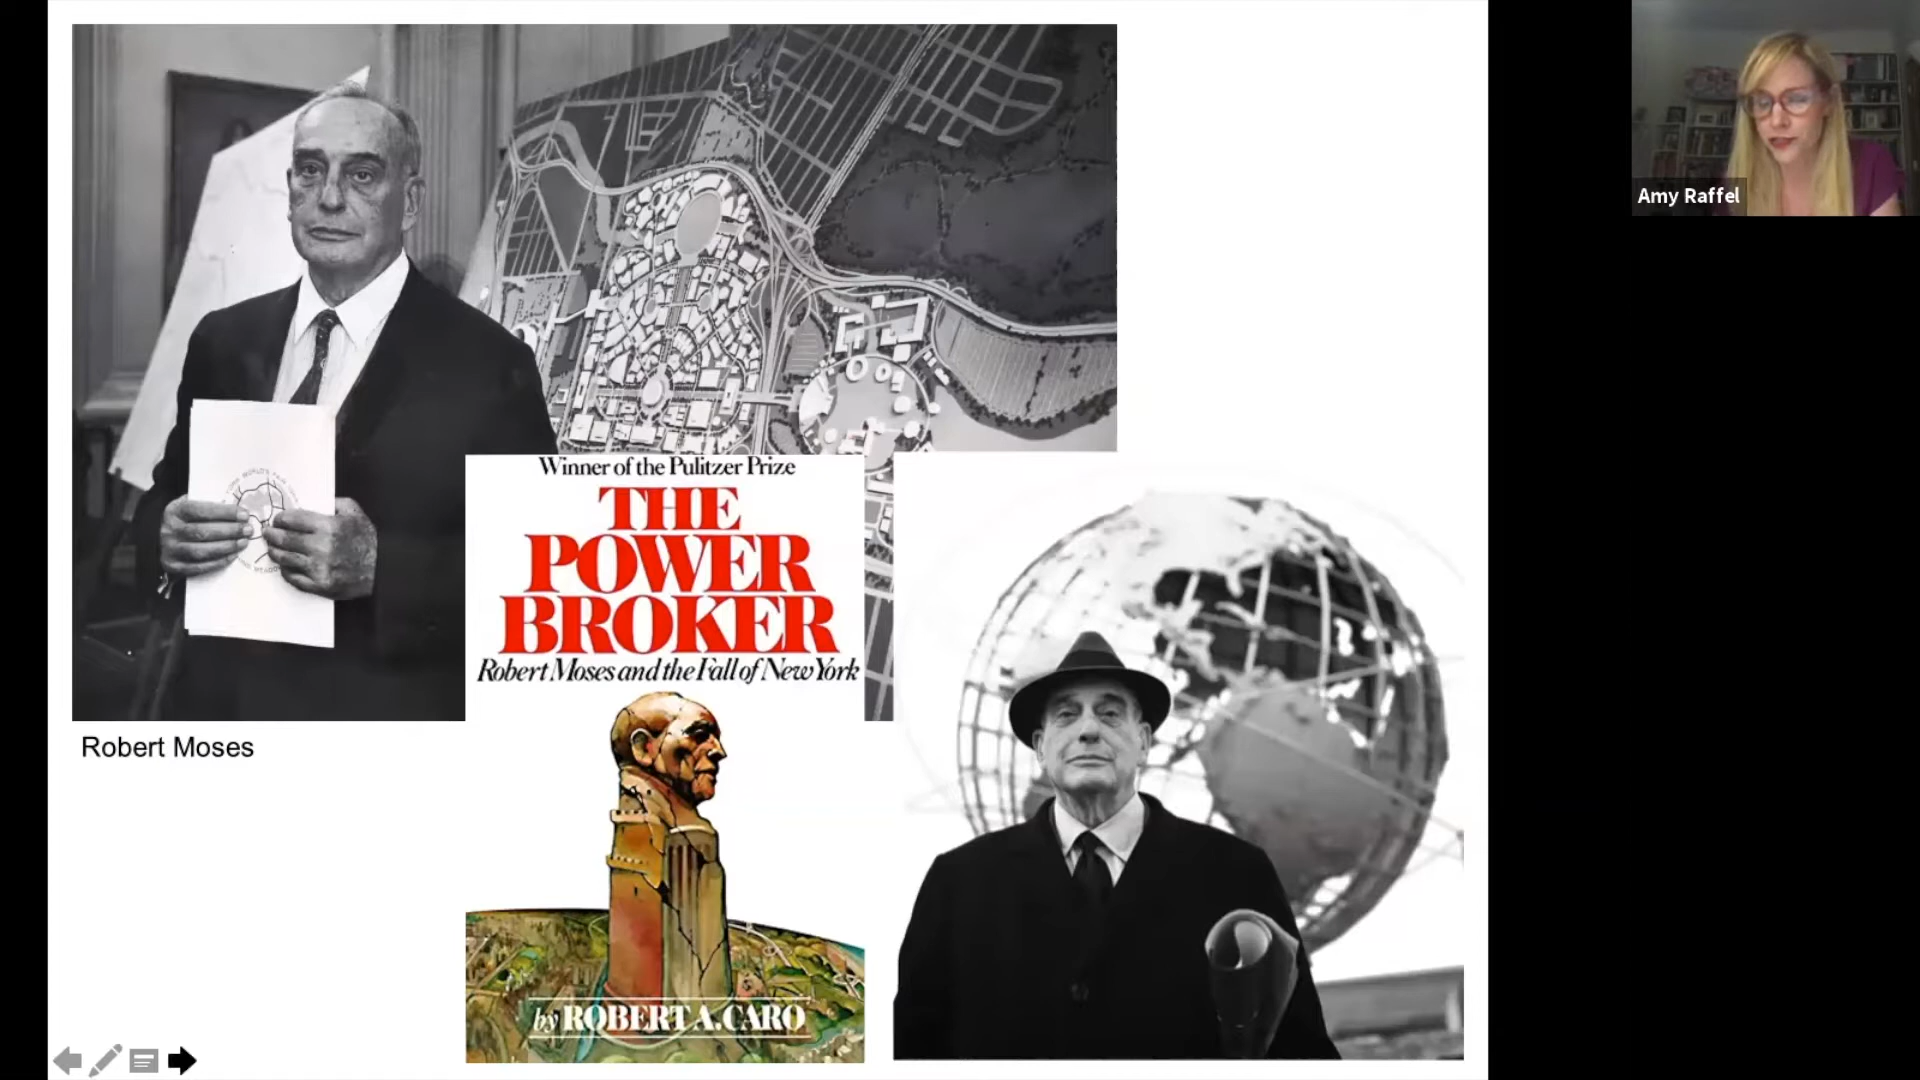 Winner of the Pulitzer Prize
THE
POWER
BROKER
Robert Moses and the Fall of New York
by ROBERT A. CARO
Robert Moses
Amy Raffel